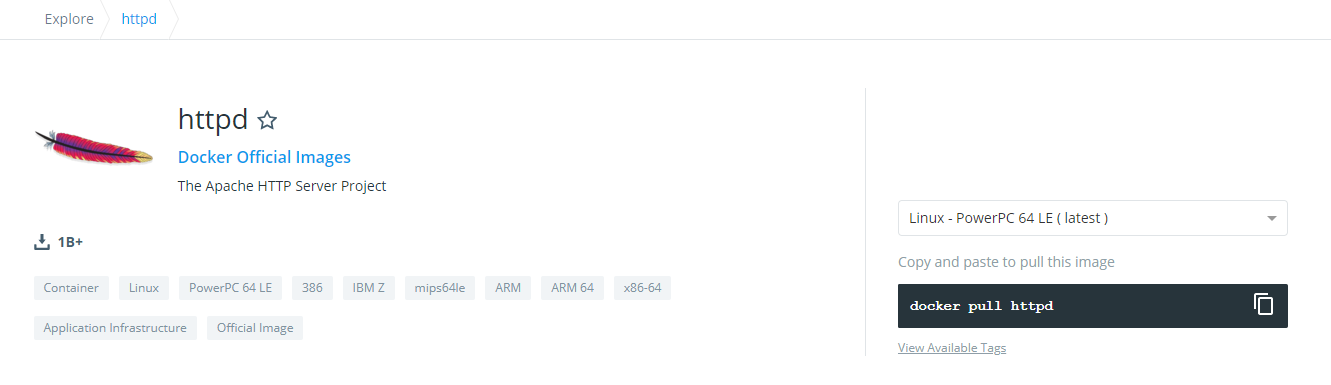 Explore httpd
httpd
Docker Official Images
The Apache HTTP Server Project
1B+
Container Linux PowerPC 64 LE 386 IBM Z mips64le ARM ARM 64 x86-64
Application Infrastructure Official Image
Linux - PowerPC 64 LE ( latest )
Copy and paste to pull this image
docker pull httpd
View Available Tags